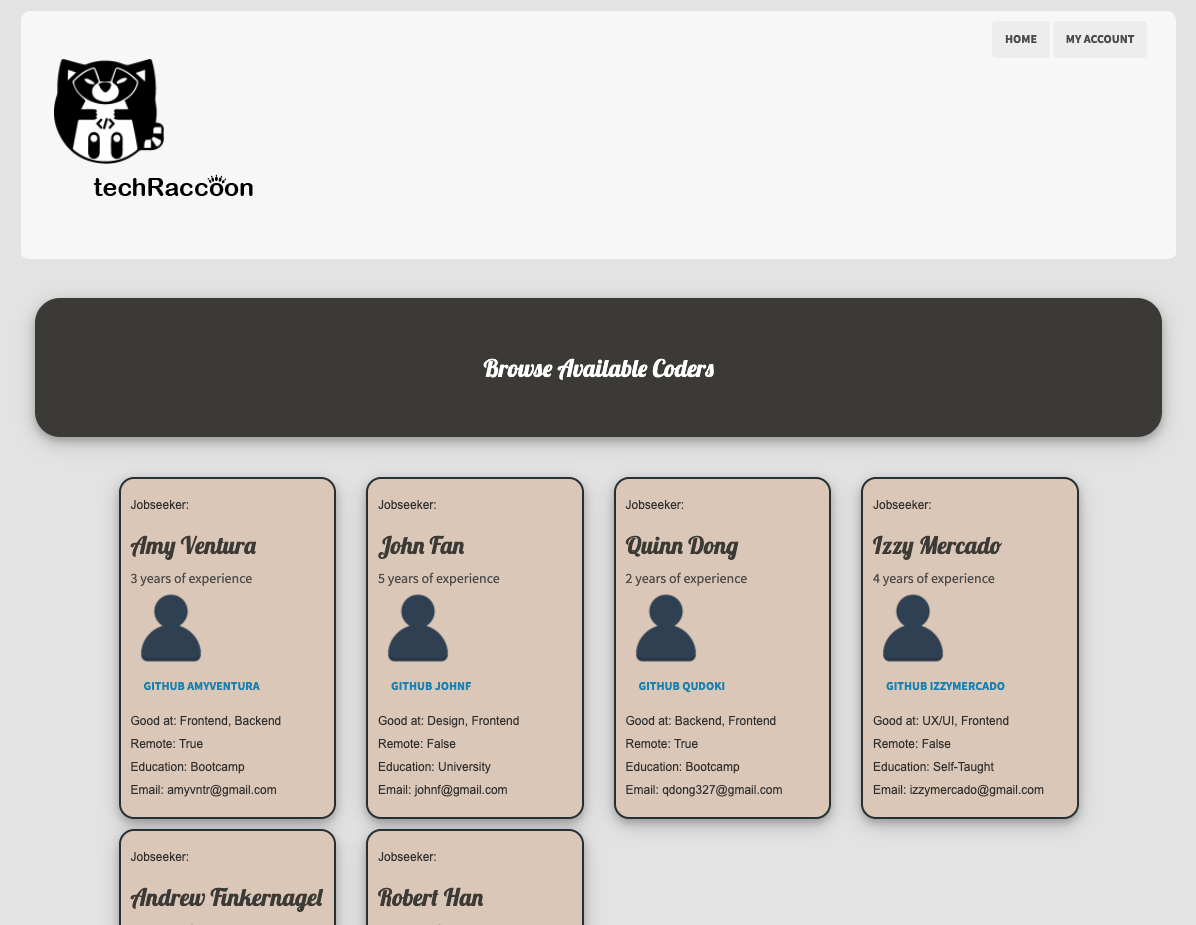 HOME
MY ACCOUNT
</>
techRaccoon
Browse Available Coders
Jobseeker:
Amy Ventura
3 years of experience
GITHUB AMYVENTURA
Good at: Frontend, Backend
Remote: True
Education: Bootcamp
Email: amyvntr@gmail.com
Jobseeker:
John Fan
5 years of experience
GITHUB JOHNF
Good at: Design, Frontend
Remote: False
Education: University
Email: johnf@gmail.com
Jobseeker:
Quinn Dong
2 years of experience
GITHUB QUDOKI
Good at: Backend, Frontend
Remote: True
Education: Bootcamp
Email: qdong327@gmail.com
Jobseeker:
Izzy Mercado
4 years of experience
GITHUB IZZYMERCADO
Good at: UX/UI, Frontend
Remote: False
Education: Self-Taught
Email: izzymercado@gmail.com
Jobseeker:
Andrew Finkernagel
Jobseeker:
Robert Han